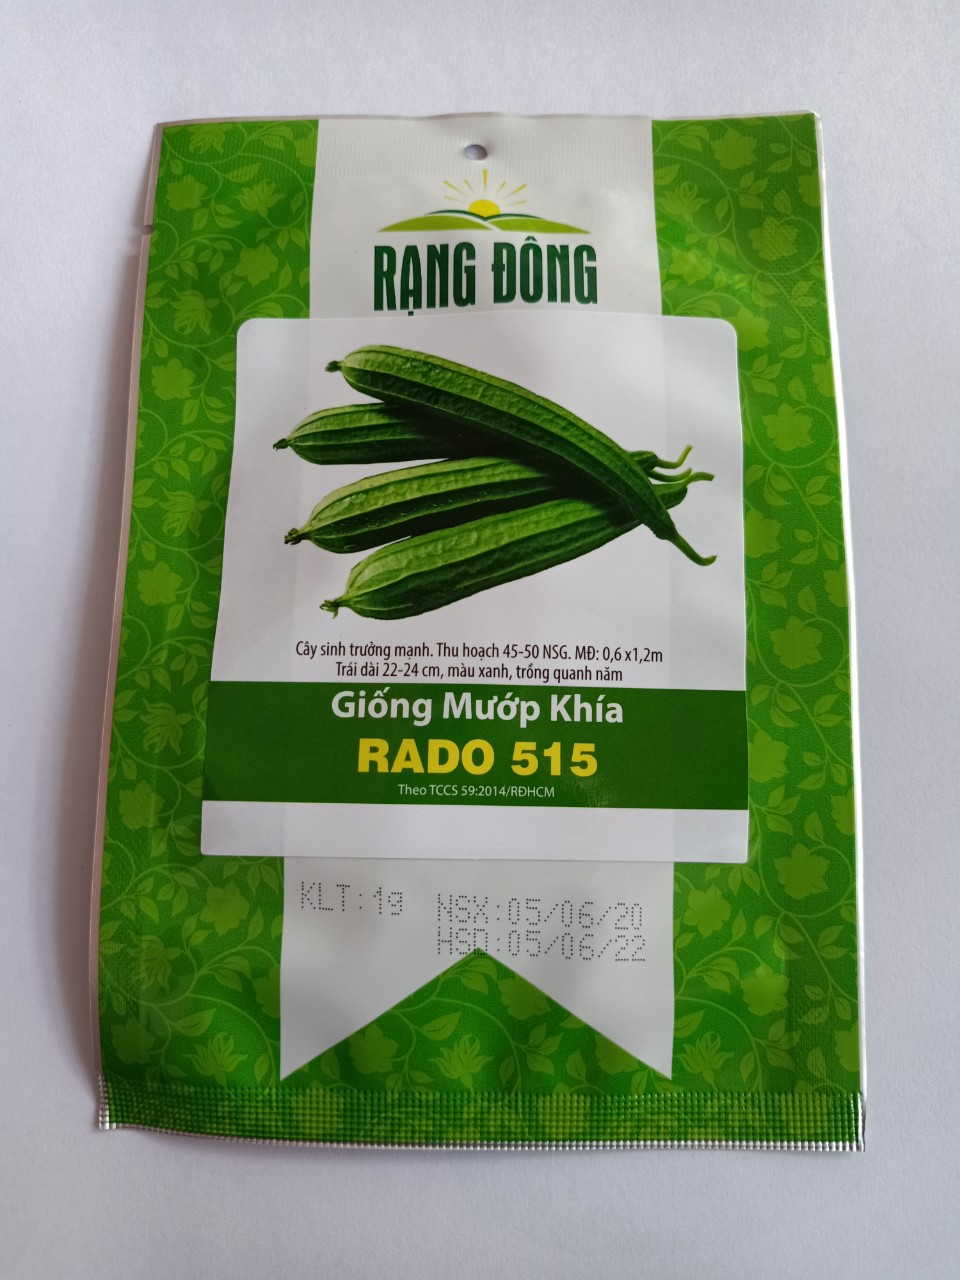 RẠNG ĐÔNG
Cây sinh trưởng mạnh. Thu hoạch 45-50 NSG. MĐ: 0,6 x1,2m
Trái dài 22-24 cm, màu xanh, trồng quanh năm
Giống Mướp Khía
RADO 515
Theo TCCS 59:2014/RĐHCM
KLT:1g NSX:05/06/20
HSD:05/06/22